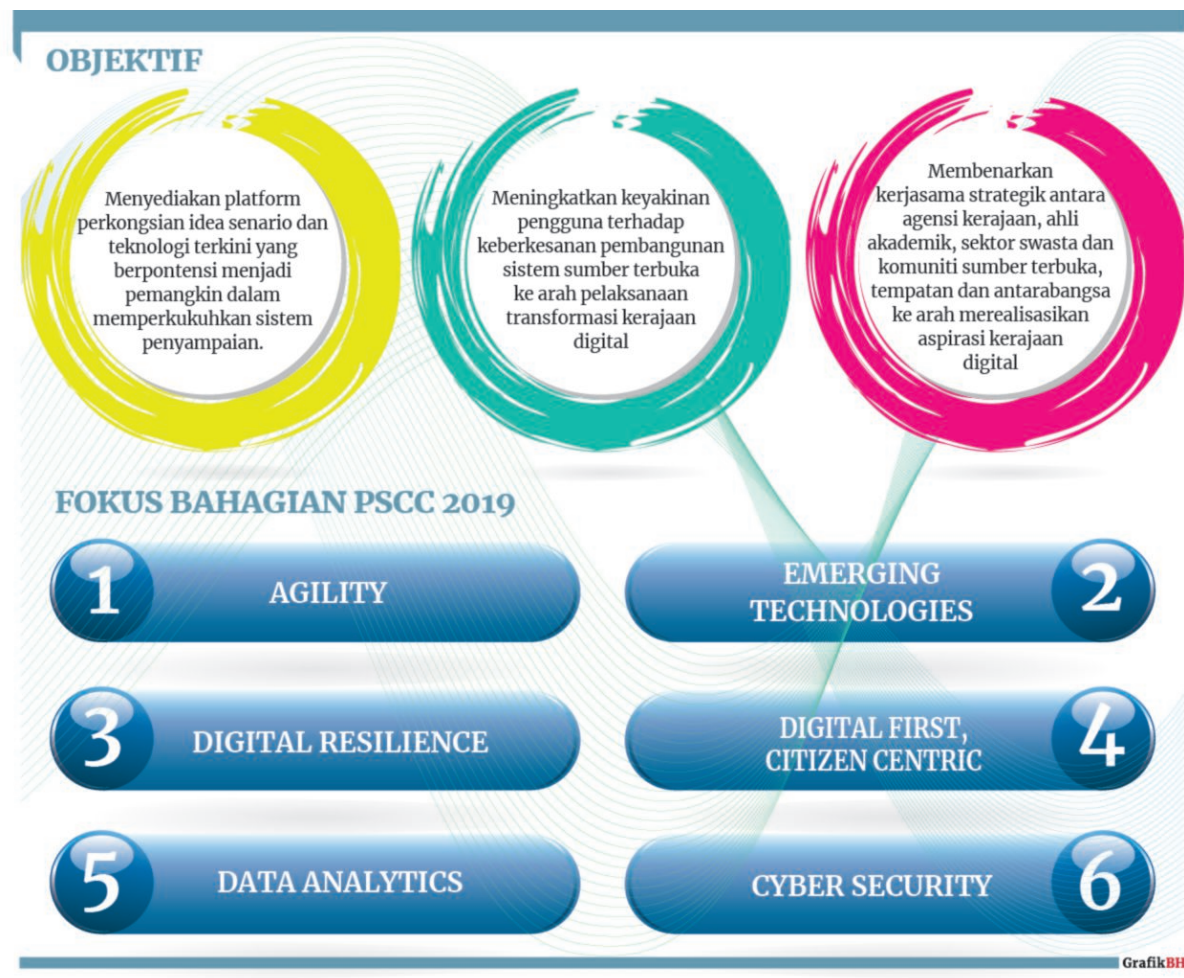 OBJEKTIF
Menyediakan platform
perkongsian idea senario dan
teknologi terkini yang
berpontensi menjadi
pemangkin dalam
memperkukuhkan sistem
penyampaian.
Meningkatkan keyakinan
pengguna terhadap
keberkesanan pembangunan
sistem sumber terbuka
ke arah pelaksanaan
transformasi kerajaan
digital
Membenarkan
kerjasama strategik antara
agensi kerajaan, ahli
akademik, sektor swasta dan
komuniti sumber terbuka,
tempatan dan antarabangsa
ke arah merealisasikan
aspirasi kerajaan
digital
FOKUS BAHAGIAN PSCC 2019
1
AGILITY
EMERGING
TECHNOLOGIES
2
3
DIGITAL RESILIENCE
DIGITAL FIRST,
CITIZEN CENTRIC
4
5
DATA ANALYTICS
CYBER SECURITY
6
GrafikBH